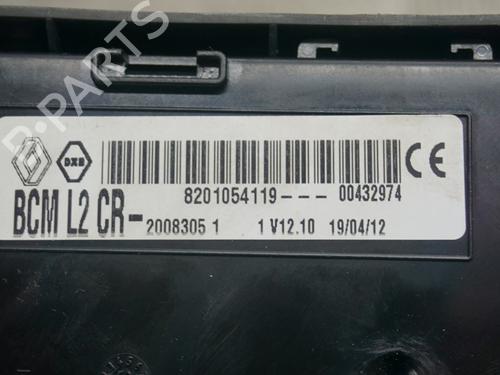 B-PARTS
DXB
CE
8201054119--- 00432974
BCM L2 CR-
2008305 1 1 V12.10 19/04/12